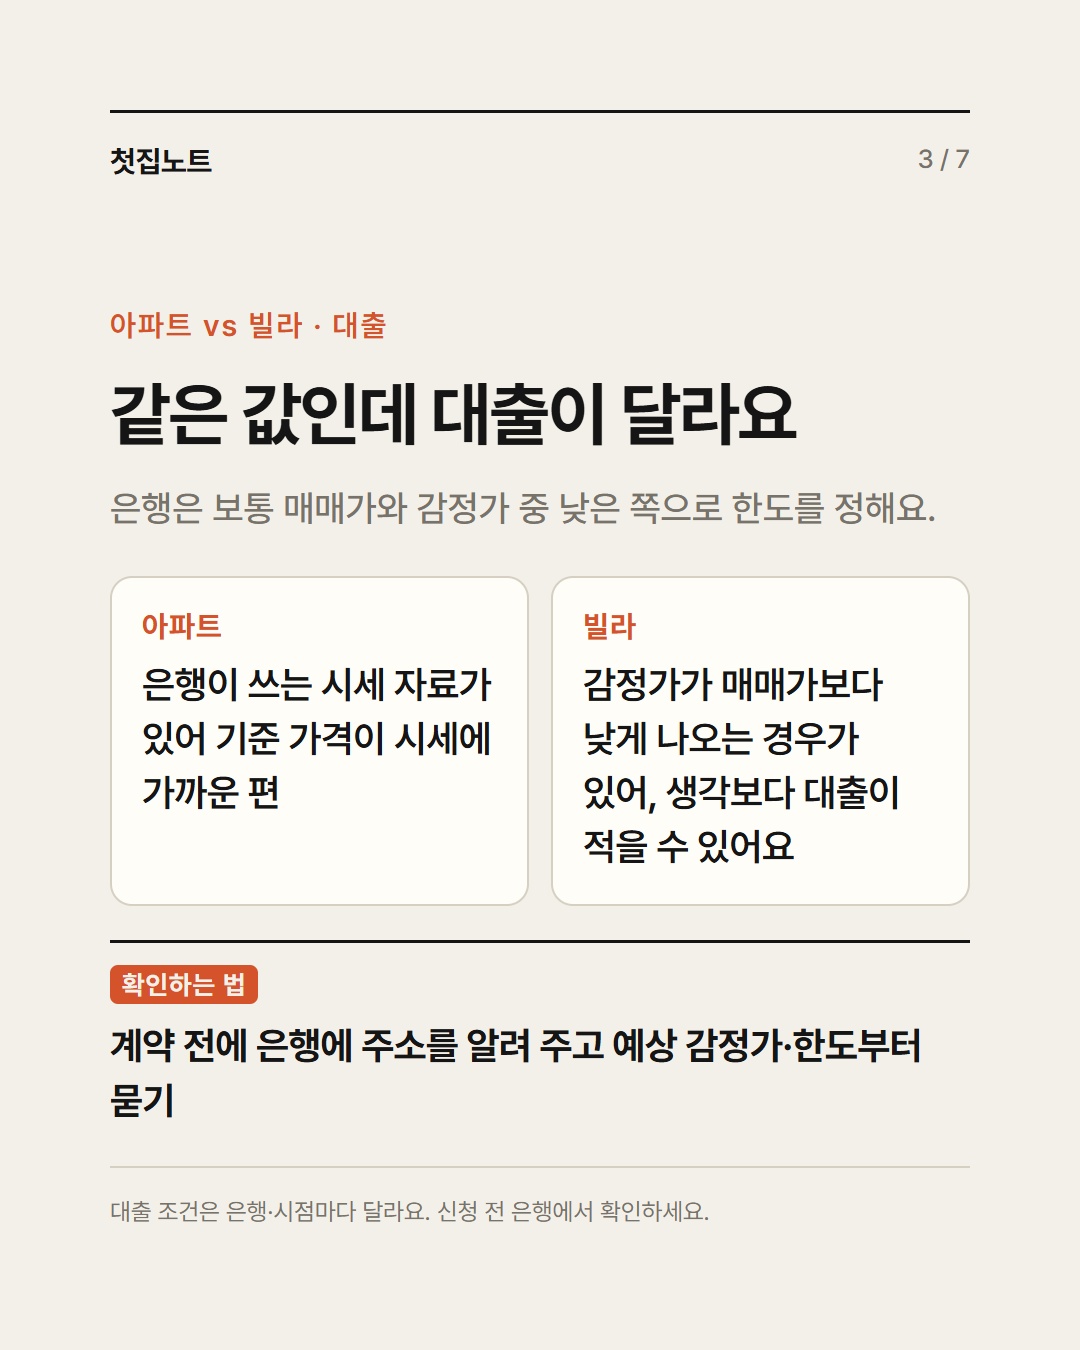 첫집노트
3 / 7
아파트 vs 빌라 · 대출
같은 값인데 대출이 달라요
은행은 보통 매매가와 감정가 중 낮은 쪽으로 한도를 정해요.
아파트
은행이 쓰는 시세 자료가
있어 기준 가격이 시세에
가까운 편
빌라
감정가가 매매가보다
낮게 나오는 경우가
있어, 생각보다 대출이
적을 수 있어요
확인하는 법
계약 전에 은행에 주소를 알려 주고 예상 감정가·한도부터
묻기
대출 조건은 은행·시점마다 달라요. 신청 전 은행에서 확인하세요.